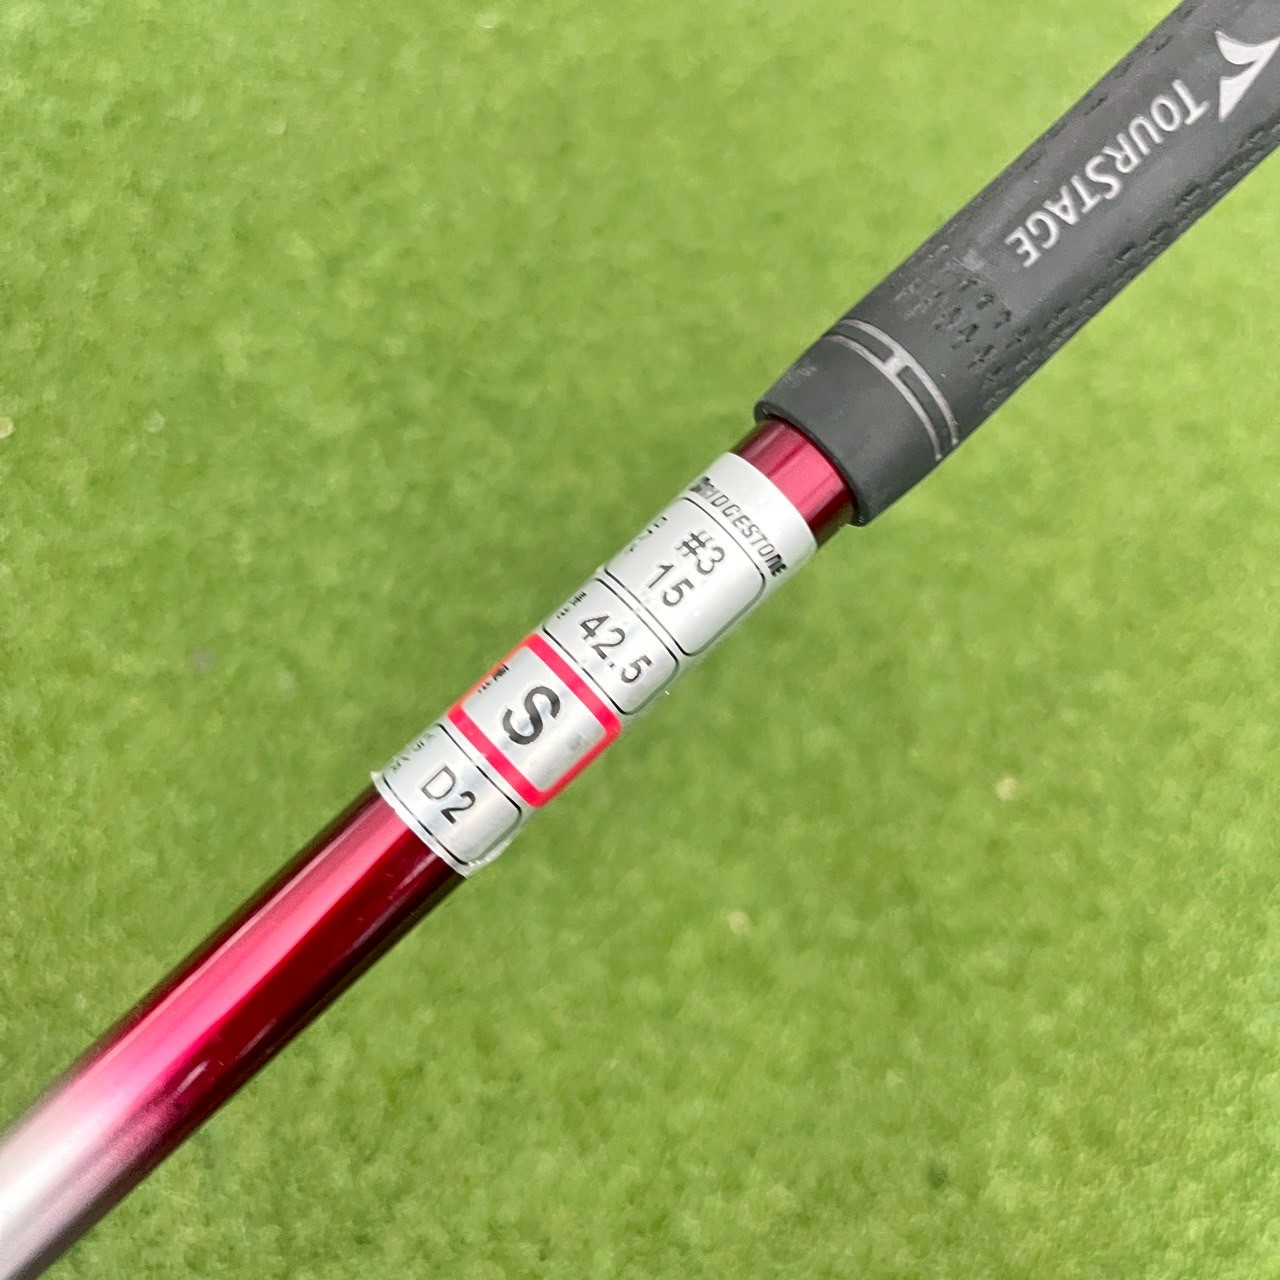 TOURSTAGE
BRIDGESTONE
#3
15
42.5
S
D2